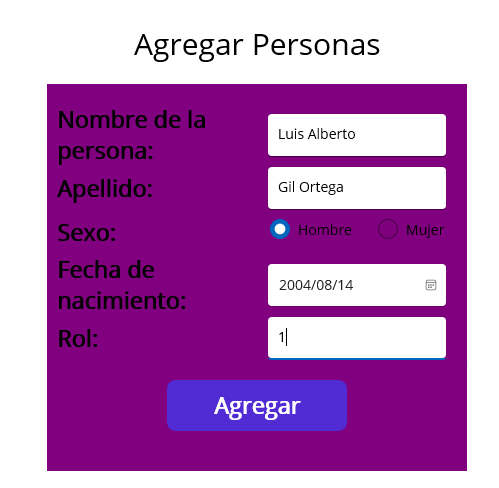 Agregar Personas
Nombre de la
persona:
Luis Alberto
Apellido:
Gil Ortega
Sexo:
Hombre
Mujer
Fecha de
nacimiento:
2004/08/14
Rol:
1
Agregar